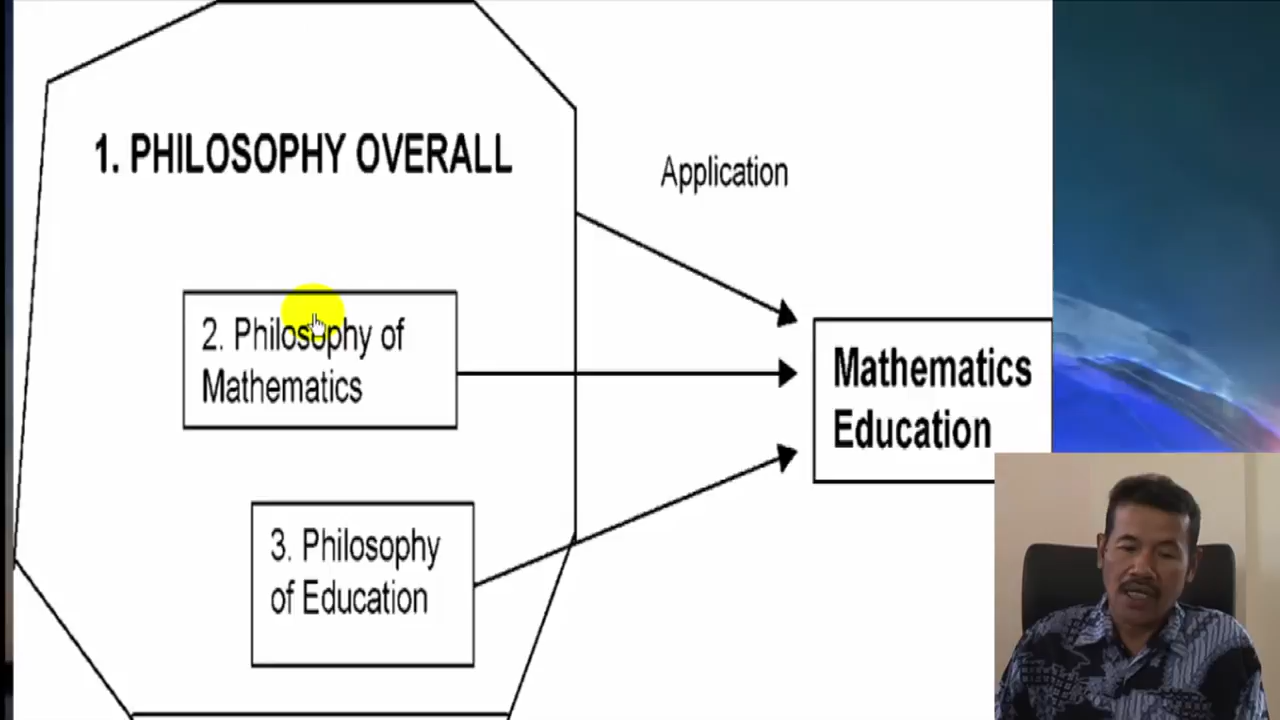 1. PHILOSOPHY OVERALL
Application
2. Philosophy of
Mathematics
Mathematics
Education
3. Philosophy
of Education